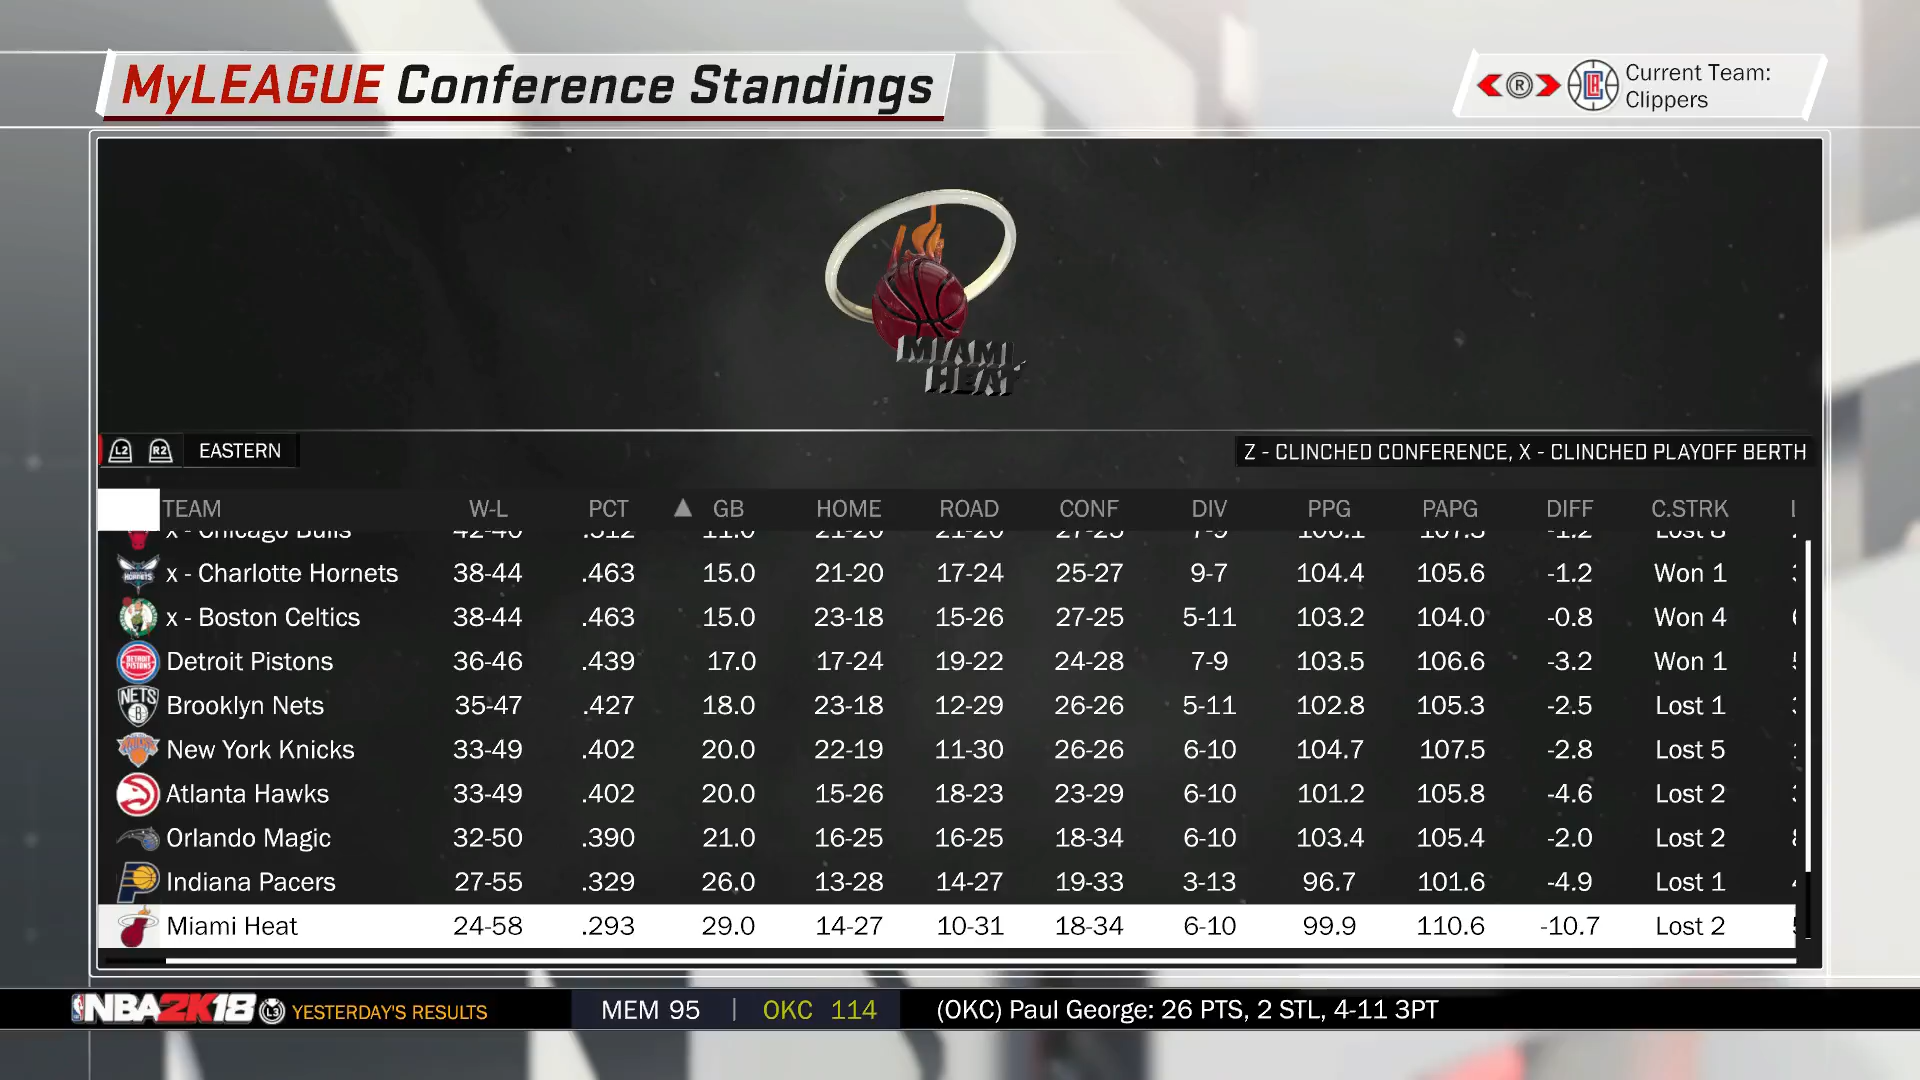 MyLEAGUE Conference Standings
Current Team:
Clippers
MIAMI
HEAT
L2 R2 EASTERN
Z - CLINCHED CONFERENCE, X - CLINCHED PLAYOFF BERTH
TEAM W-L PCT GB HOME ROAD CONF DIV PPG PAPG DIFF C.STRK
x - Chicago Bulls
x - Charlotte Hornets 38-44 .463 15.0 21-20 17-24 25-27 9-7 104.4 105.6 -1.2 Won 1
x - Boston Celtics 38-44 .463 15.0 23-18 15-26 27-25 5-11 103.2 104.0 -0.8 Won 4
Detroit Pistons 36-46 .439 17.0 17-24 19-22 24-28 7-9 103.5 106.6 -3.2 Won 1
Brooklyn Nets 35-47 .427 18.0 23-18 12-29 26-26 5-11 102.8 105.3 -2.5 Lost 1
New York Knicks 33-49 .402 20.0 22-19 11-30 26-26 6-10 104.7 107.5 -2.8 Lost 5
Atlanta Hawks 33-49 .402 20.0 15-26 18-23 23-29 6-10 101.2 105.8 -4.6 Lost 2
Orlando Magic 32-50 .390 21.0 16-25 16-25 18-34 6-10 103.4 105.4 -2.0 Lost 2
Indiana Pacers 27-55 .329 26.0 13-28 14-27 19-33 3-13 96.7 101.6 -4.9 Lost 1
Miami Heat 24-58 .293 29.0 14-27 10-31 18-34 6-10 99.9 110.6 -10.7 Lost 2
NBA2K18 L3 YESTERDAY'S RESULTS MEM 95 | OKC 114 (OKC) Paul George: 26 PTS, 2 STL, 4-11 3PT